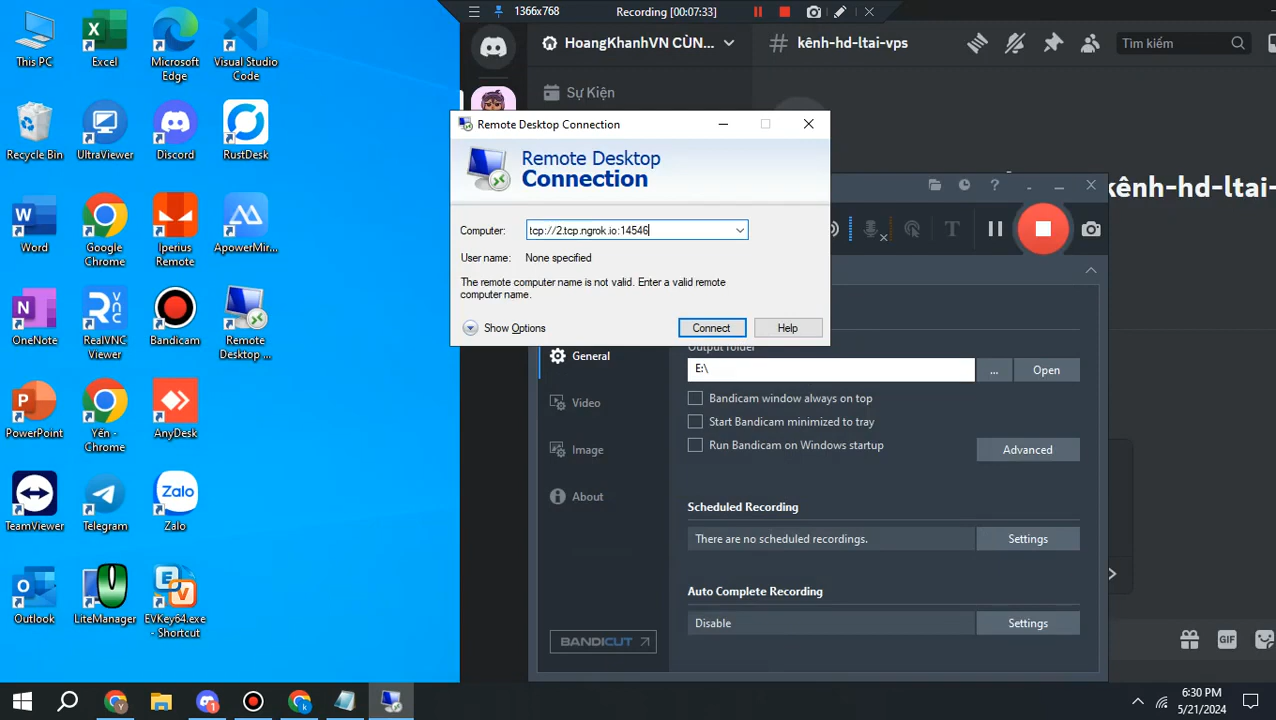 1366x768
Recording [00:07:33]
This PC
Excel
Microsoft
Edge
Visual Studio
Code
HoangKhanhVN CÙN...
# kênh-hd-ltai-vps
Tìm kiếm
Sự Kiện
Recycle Bin
UltraViewer
Discord
RustDesk
Remote Desktop Connection
Remote Desktop
Connection
Computer:
tcp://2.tcp.ngrok.io:14546
User name:
None specified
The remote computer name is not valid. Enter a valid remote
computer name.
Show Options
Connect
Help
kênh-hd-ltai-
Word
Google
Chrome
Iperius
Remote
ApowerMir...
OneNote
RealVNC
Viewer
Bandicam
Remote
Desktop ...
PowerPoint
Yến -
Chrome
AnyDesk
TeamViewer
Telegram
Zalo
Outlook
LiteManager
EVKey64.exe
- Shortcut
General
Video
Image
About
BANDICUT
Output folder
E:\
...
Open
Bandicam window always on top
Start Bandicam minimized to tray
Run Bandicam on Windows startup
Advanced
Scheduled Recording
There are no scheduled recordings.
Settings
Auto Complete Recording
Disable
Settings
GIF
6:30 PM
5/21/2024